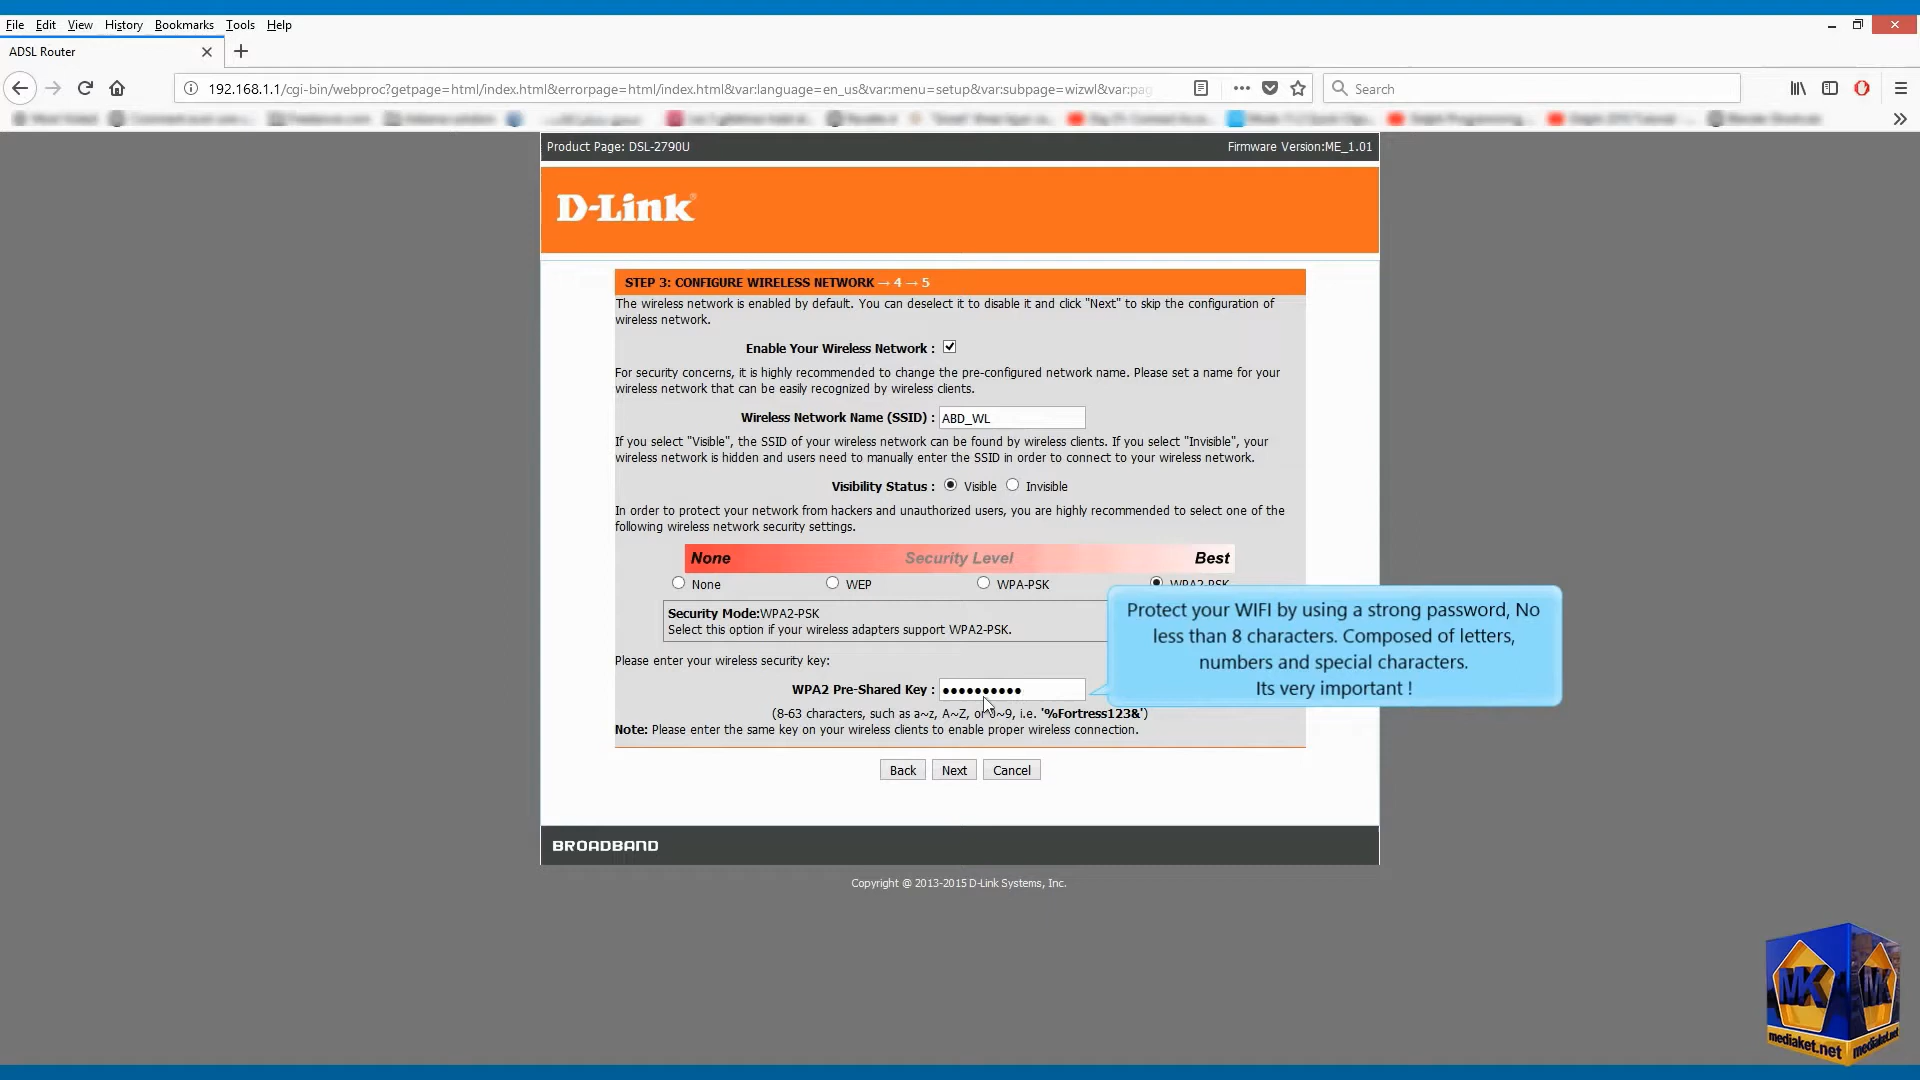 File Edit View History Bookmarks Tools Help
ADSL Router
192.168.1.1/cgi-bin/webproc?getpage=html/index.html&errorpage=html/index.html&var:language=en_us&var:menu=setup&var:subpage=wizwl&var:pag
Search
Product Page: DSL-2790U
Firmware Version:ME_1.01
D-Link
STEP 3: CONFIGURE WIRELESS NETWORK → 4 → 5
The wireless network is enabled by default. You can deselect it to disable it and click "Next" to skip the configuration of
wireless network.
Enable Your Wireless Network :
For security concerns, it is highly recommended to change the pre-configured network name. Please set a name for your
wireless network that can be easily recognized by wireless clients.
Wireless Network Name (SSID) : ABD_WL
If you select "Visible", the SSID of your wireless network can be found by wireless clients. If you select "Invisible", your
wireless network is hidden and users need to manually enter the SSID in order to connect to your wireless network.
Visibility Status : Visible Invisible
In order to protect your network from hackers and unauthorized users, you are highly recommended to select one of the
following wireless network security settings.
None Security Level Best
None WEP WPA-PSK WPA2-PSK
Security Mode:WPA2-PSK
Select this option if your wireless adapters support WPA2-PSK.
Protect your WIFI by using a strong password, No
less than 8 characters. Composed of letters,
numbers and special characters.
Its very important !
Please enter your wireless security key:
WPA2 Pre-Shared Key : ●●●●●●●●●●
(8-63 characters, such as a~z, A~Z, or 0~9, i.e. '%Fortress123&')
Note: Please enter the same key on your wireless clients to enable proper wireless connection.
Back Next Cancel
BROADBAND
Copyright @ 2013-2015 D-Link Systems, Inc.
MK MK
mediaket.net mediaket.net